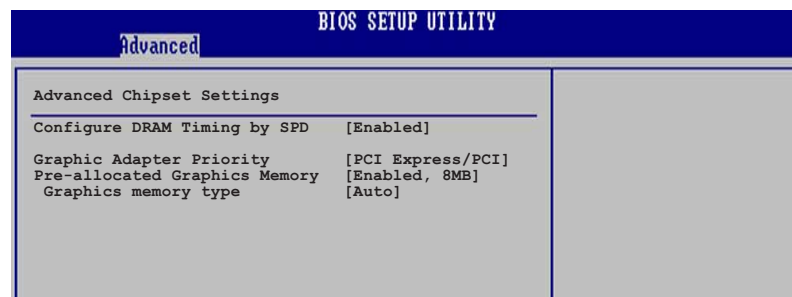 BIOS SETUP UTILITY
Advanced
Advanced Chipset Settings
Configure DRAM Timing by SPD [Enabled]
Graphic Adapter Priority [PCI Express/PCI]
Pre-allocated Graphics Memory [Enabled, 8MB]
Graphics memory type [Auto]